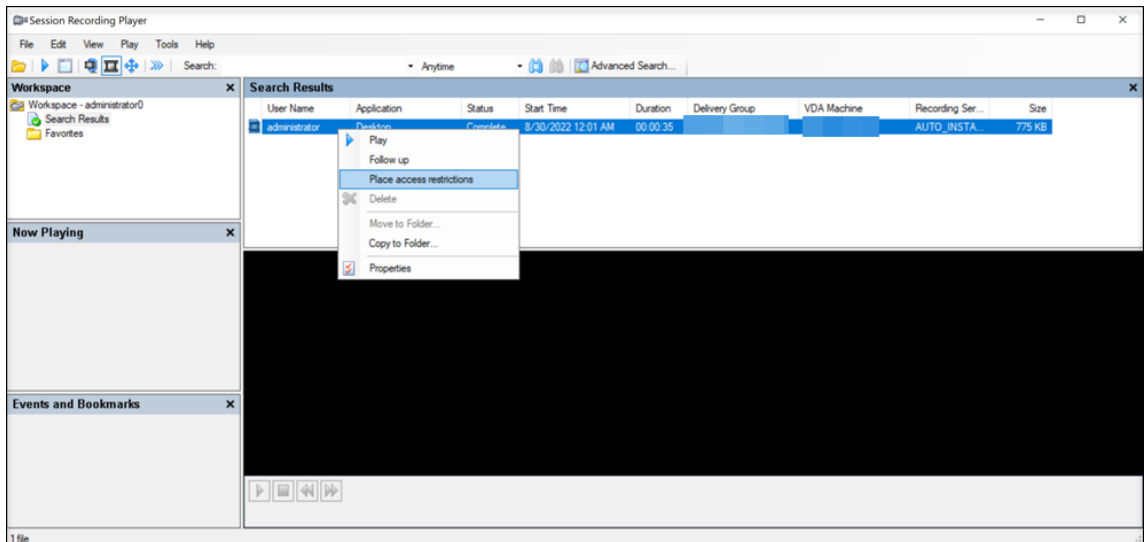 Session Recording Player
File Edit View Play Tools Help
Search: Anytime Advanced Search...
Workspace
Workspace - administrator0
Search Results
Favorites
Search Results
User Name Application Status Start Time Duration Delivery Group VDA Machine Recording Ser... Size
administrator Desktop Complete 8/30/2022 12:01 AM 00:00:35 AUTO_INSTA... 775 KB
Play
Follow up
Place access restrictions
Delete
Move to Folder...
Copy to Folder...
Properties
Now Playing
Events and Bookmarks
1 file